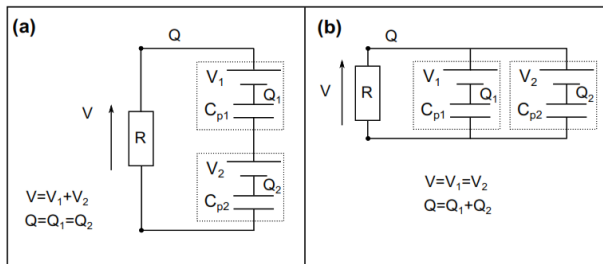 (a)
Q
V1
Q1
Cp1
V
R
V2
Q2
Cp2
V=V1+V2
Q=Q1=Q2
(b)
Q
V
R
V1
Q1
Cp1
V2
Q2
Cp2
V=V1=V2
Q=Q1+Q2